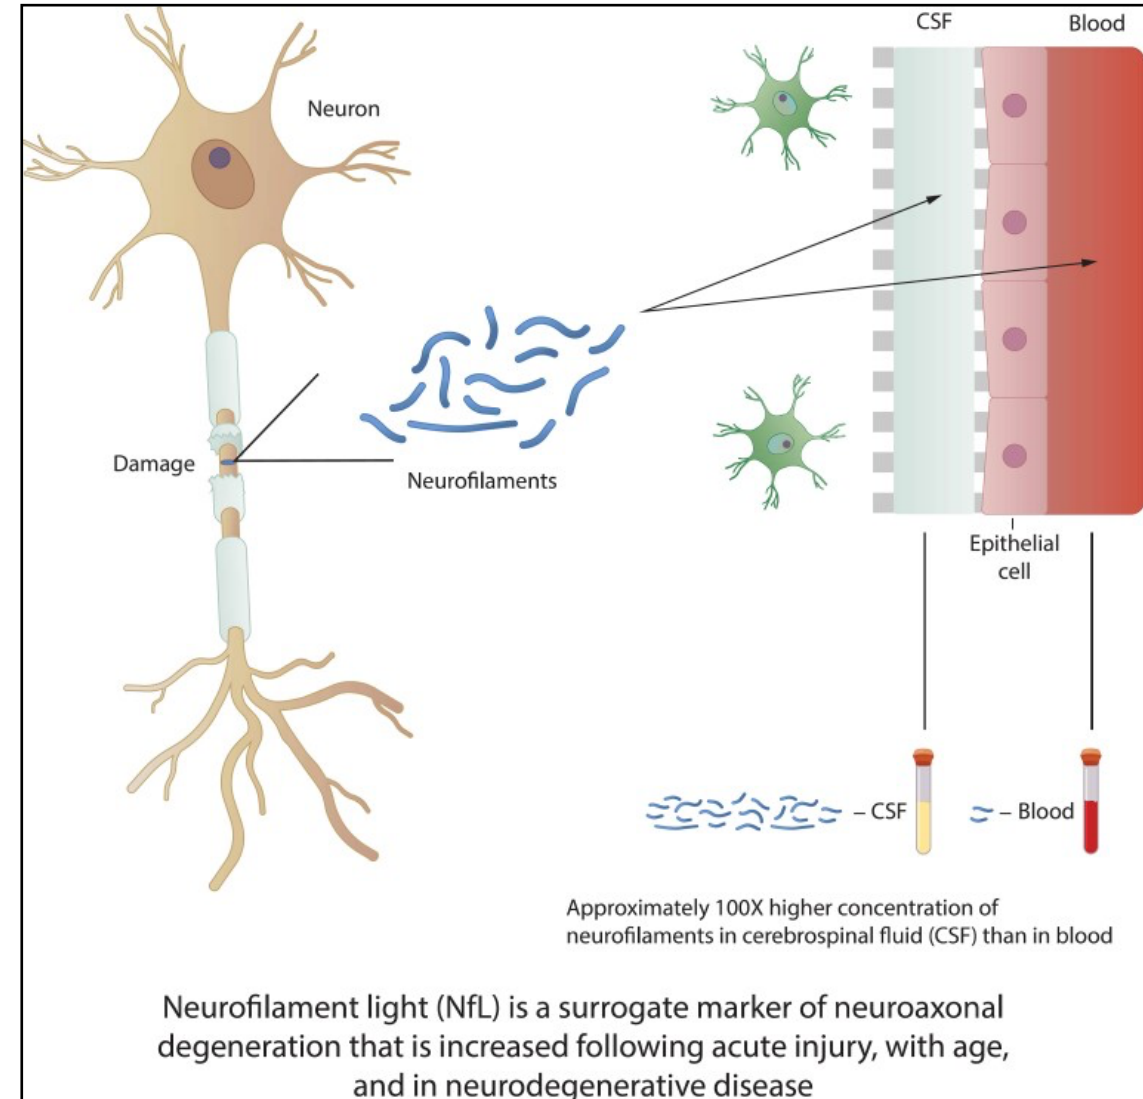 CSF
Blood
Neuron
Damage
Neurofilaments
Epithelial
cell
– CSF
– Blood
Approximately 100X higher concentration of
neurofilaments in cerebrospinal fluid (CSF) than in blood
Neurofilament light (NfL) is a surrogate marker of neuroaxonal
degeneration that is increased following acute injury, with age,
and in neurodegenerative disease